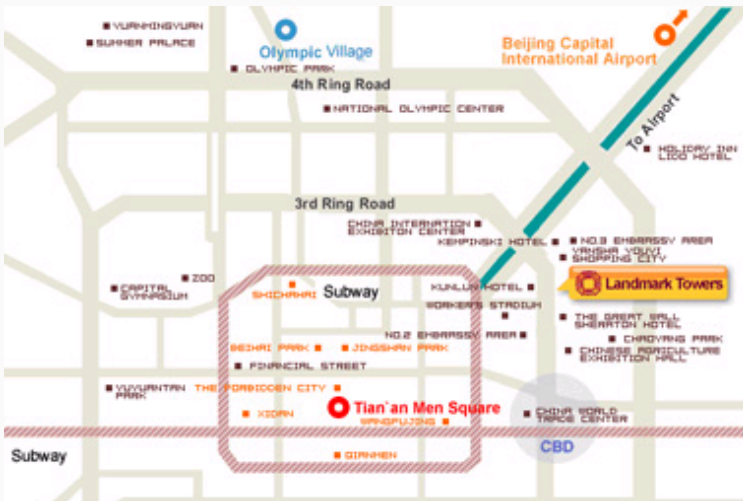 YUANMINGYUAN
SUMMER PALACE
Olympic Village
OLYMPIC PARK
Beijing Capital
International Airport
4th Ring Road
NATIONAL OLYMPIC CENTER
To Airport
HOLIDAY INN
LIDO HOTEL
3rd Ring Road
CHINA INTERNATION
EXHIBITON CENTER
KEMPINSKI HOTEL
NO.3 EMBASSY AREA
YANSHA YOUYI
SHOPPING CITY
ZOO
CAPITAL
GYMNASIUM
SHICHAHAI
Subway
KUNLUN HOTEL
Landmark Towers
WORKER'S STADIUM
THE GREAT WALL
SHERATON HOTEL
NO.2 EMBASSY AREA
CHAOYANG PARK
BEIHAI PARK
JINGSHAN PARK
CHINESE AGRICULTURE
EXHIBITION HALL
FINANCIAL STREET
YUYUANTAN
PARK
THE FORBIDDEN CITY
XIDAN
Tian'an Men Square
WANGFUJING
CHINA WORLD
TRADE CENTER
CBD
Subway
QIANMEN